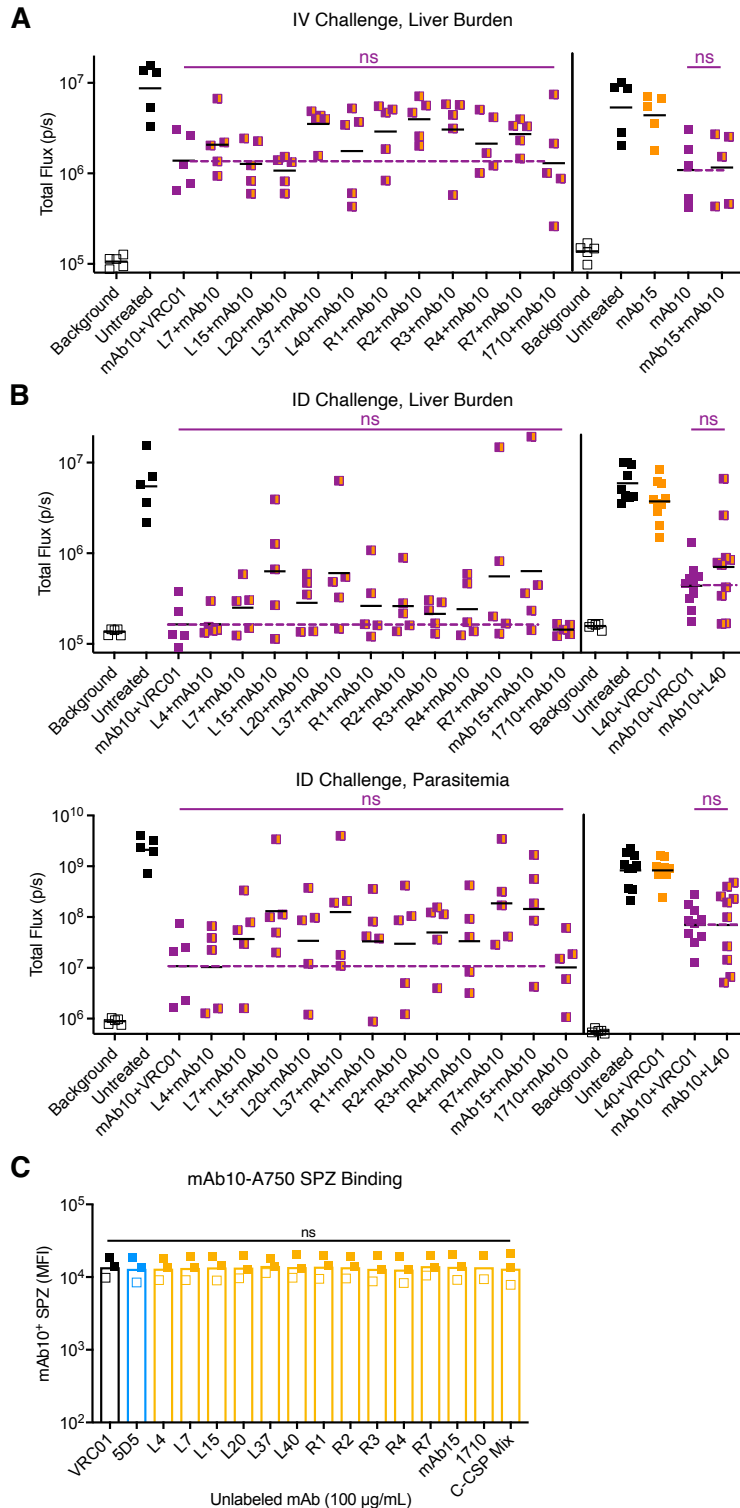 A
IV Challenge, Liver Burden
ns
ns
Total Flux (p/s)
10^7
10^6
10^5
Background
Untreated
mAb10+VRC01
L7+mAb10
L15+mAb10
L20+mAb10
L37+mAb10
L40+mAb10
R1+mAb10
R2+mAb10
R3+mAb10
R4+mAb10
R7+mAb10
1710+mAb10
Background
Untreated
mAb15
mAb10
mAb15+mAb10
B
ID Challenge, Liver Burden
ns
ns
Total Flux (p/s)
10^7
10^6
10^5
Background
Untreated
mAb10+VRC01
L4+mAb10
L7+mAb10
L15+mAb10
L20+mAb10
L37+mAb10
R1+mAb10
R2+mAb10
R3+mAb10
R4+mAb10
R7+mAb10
mAb15+mAb10
1710+mAb10
Background
Untreated
L40+VRC01
mAb10+VRC01
mAb10+L40
ID Challenge, Parasitemia
ns
ns
Total Flux (p/s)
10^10
10^9
10^8
10^7
10^6
Background
Untreated
mAb10+VRC01
L4+mAb10
L7+mAb10
L15+mAb10
L20+mAb10
L37+mAb10
R1+mAb10
R2+mAb10
R3+mAb10
R4+mAb10
R7+mAb10
mAb15+mAb10
1710+mAb10
Background
Untreated
L40+VRC01
mAb10+VRC01
mAb10+L40
C
mAb10-A750 SPZ Binding
ns
mAb10+ SPZ (MFI)
10^5
10^4
10^3
10^2
VRC01
5D5
L4
L7
L15
L20
L37
L40
R1
R2
R3
R4
R7
mAb15
1710
C-CSP Mix
Unlabeled mAb (100 µg/mL)